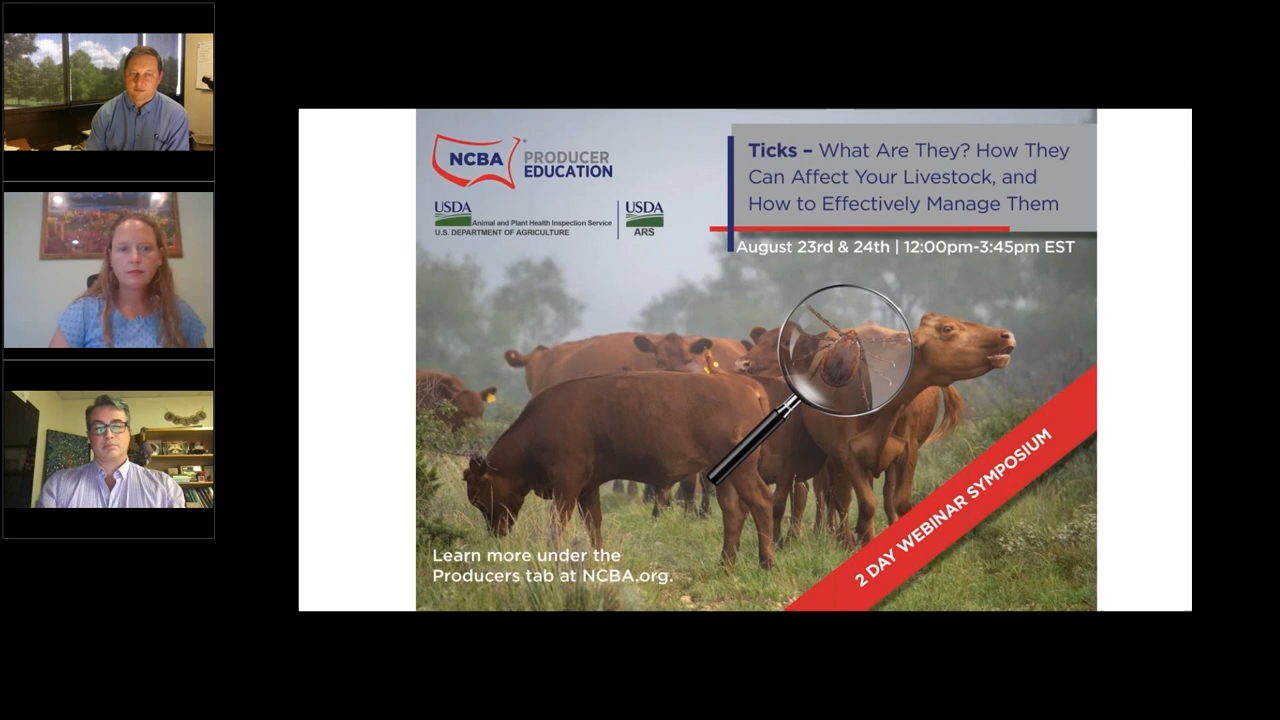 NCBA PRODUCER
EDUCATION
USDA Animal and Plant Health Inspection Service
U.S. DEPARTMENT OF AGRICULTURE
USDA
ARS
Ticks – What Are They? How They
Can Affect Your Livestock, and
How to Effectively Manage Them
August 23rd & 24th | 12:00pm-3:45pm EST
Learn more under the
Producers tab at NCBA.org.
2 DAY WEBINAR SYMPOSIUM